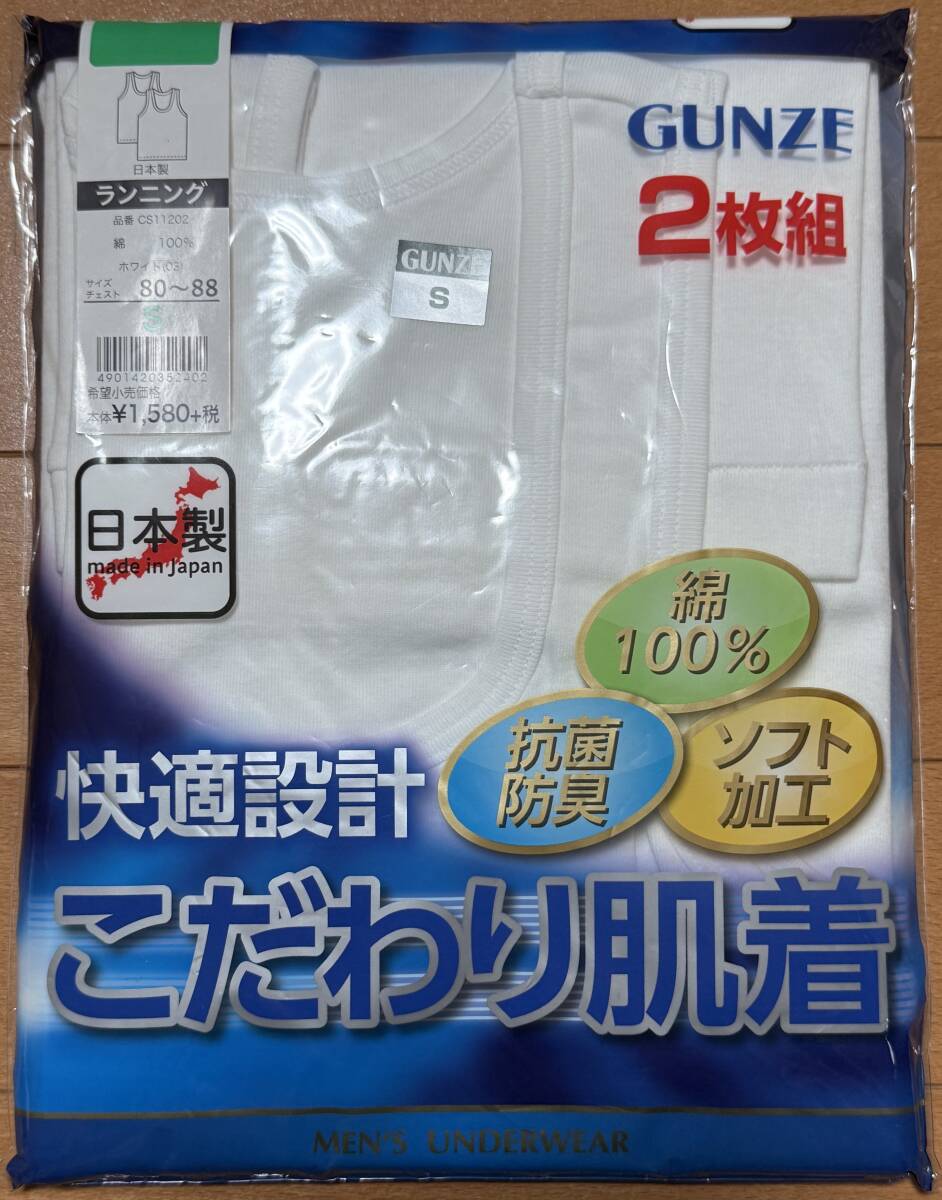 日本製
ランニング
品番 CS11202
綿 100%
ホワイト(03)
サイズ
チェスト 80～88
S
4901420352402
希望小売価格
本体¥1,580+税
GUNZE
S
GUNZE
2枚組
日本製
made in Japan
綿
100%
抗菌
防臭
ソフト
加工
快適設計
こだわり肌着
MEN'S UNDERWEAR